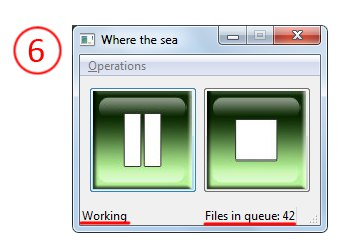 6
Where the sea
Operations
Working
Files in queue: 42